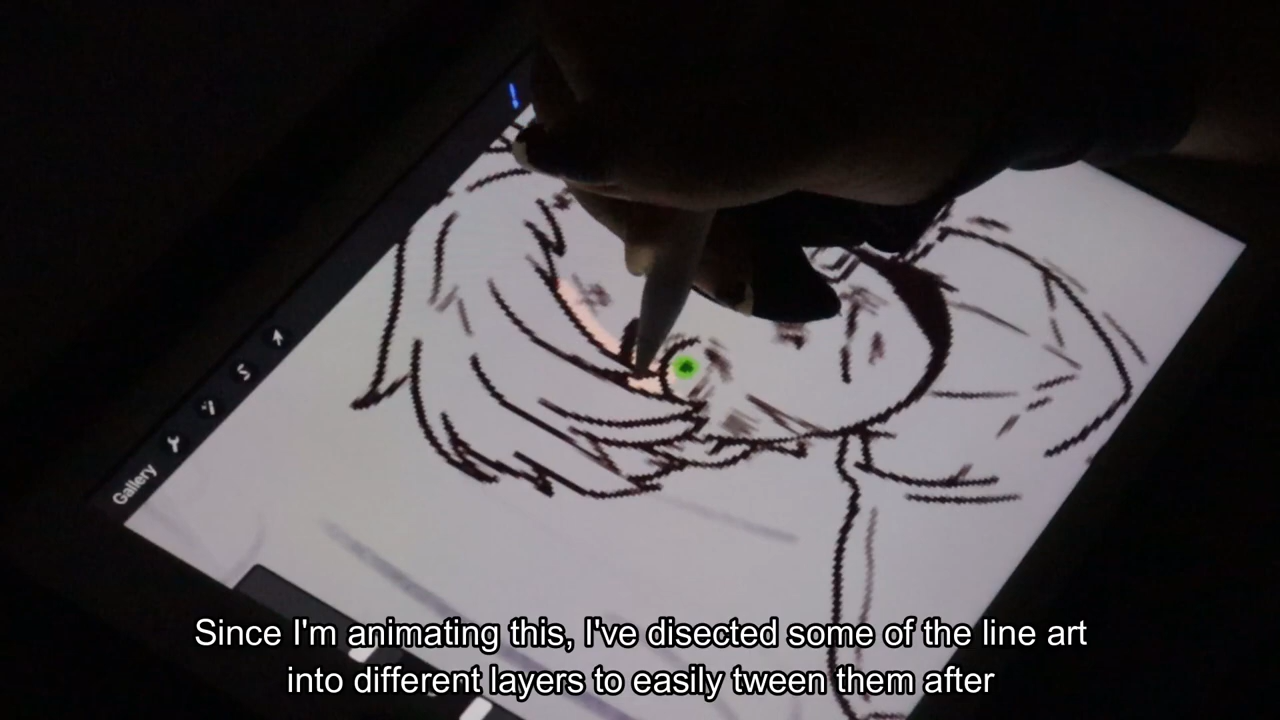 Gallery
Since I'm animating this, I've disected some of the line art
into different layers to easily tween them after